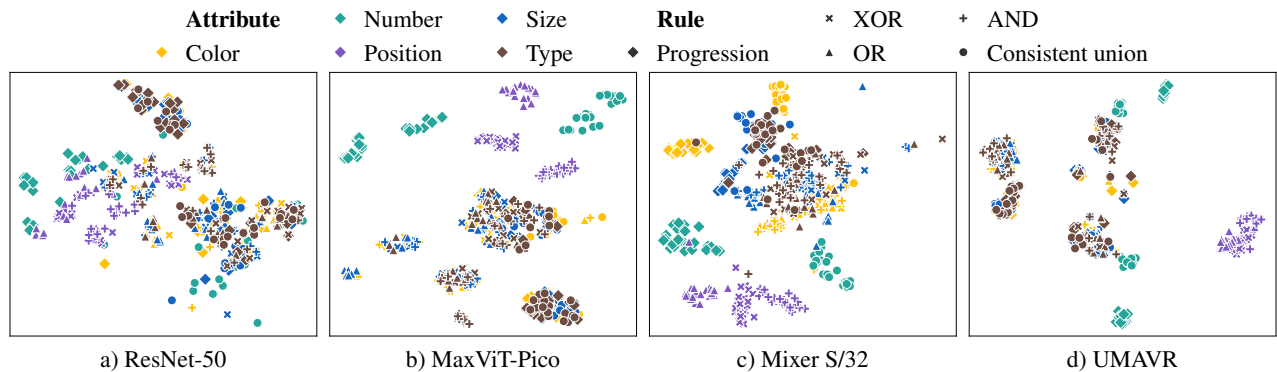 Attribute Number Size Rule XOR AND
Color Position Type Progression OR Consistent union
a) ResNet-50 b) MaxViT-Pico c) Mixer S/32 d) UMAVR